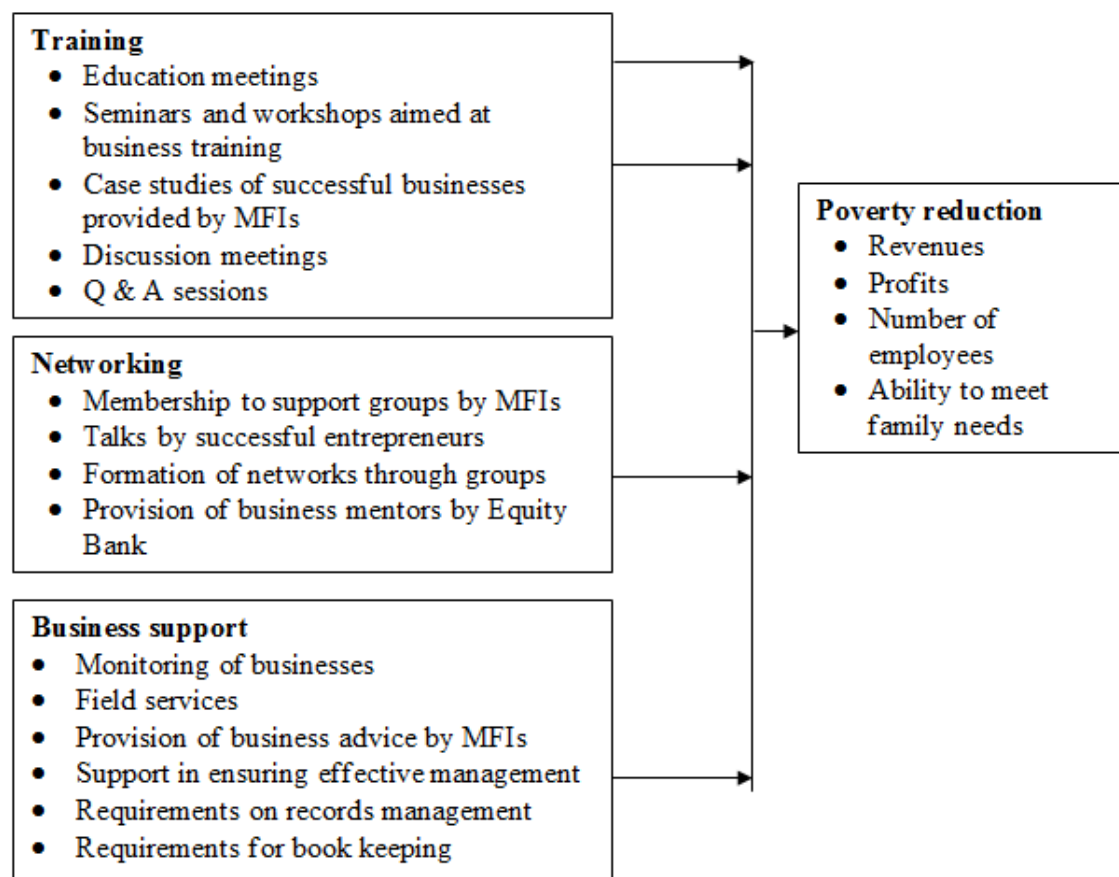 Training
• Education meetings
• Seminars and workshops aimed at
business training
• Case studies of successful businesses
provided by MFIs
• Discussion meetings
• Q & A sessions
Networking
• Membership to support groups by MFIs
• Talks by successful entrepreneurs
• Formation of networks through groups
• Provision of business mentors by Equity
Bank
Business support
• Monitoring of businesses
• Field services
• Provision of business advice by MFIs
• Support in ensuring effective management
• Requirements on records management
• Requirements for book keeping
Poverty reduction
• Revenues
• Profits
• Number of
employees
• Ability to meet
family needs